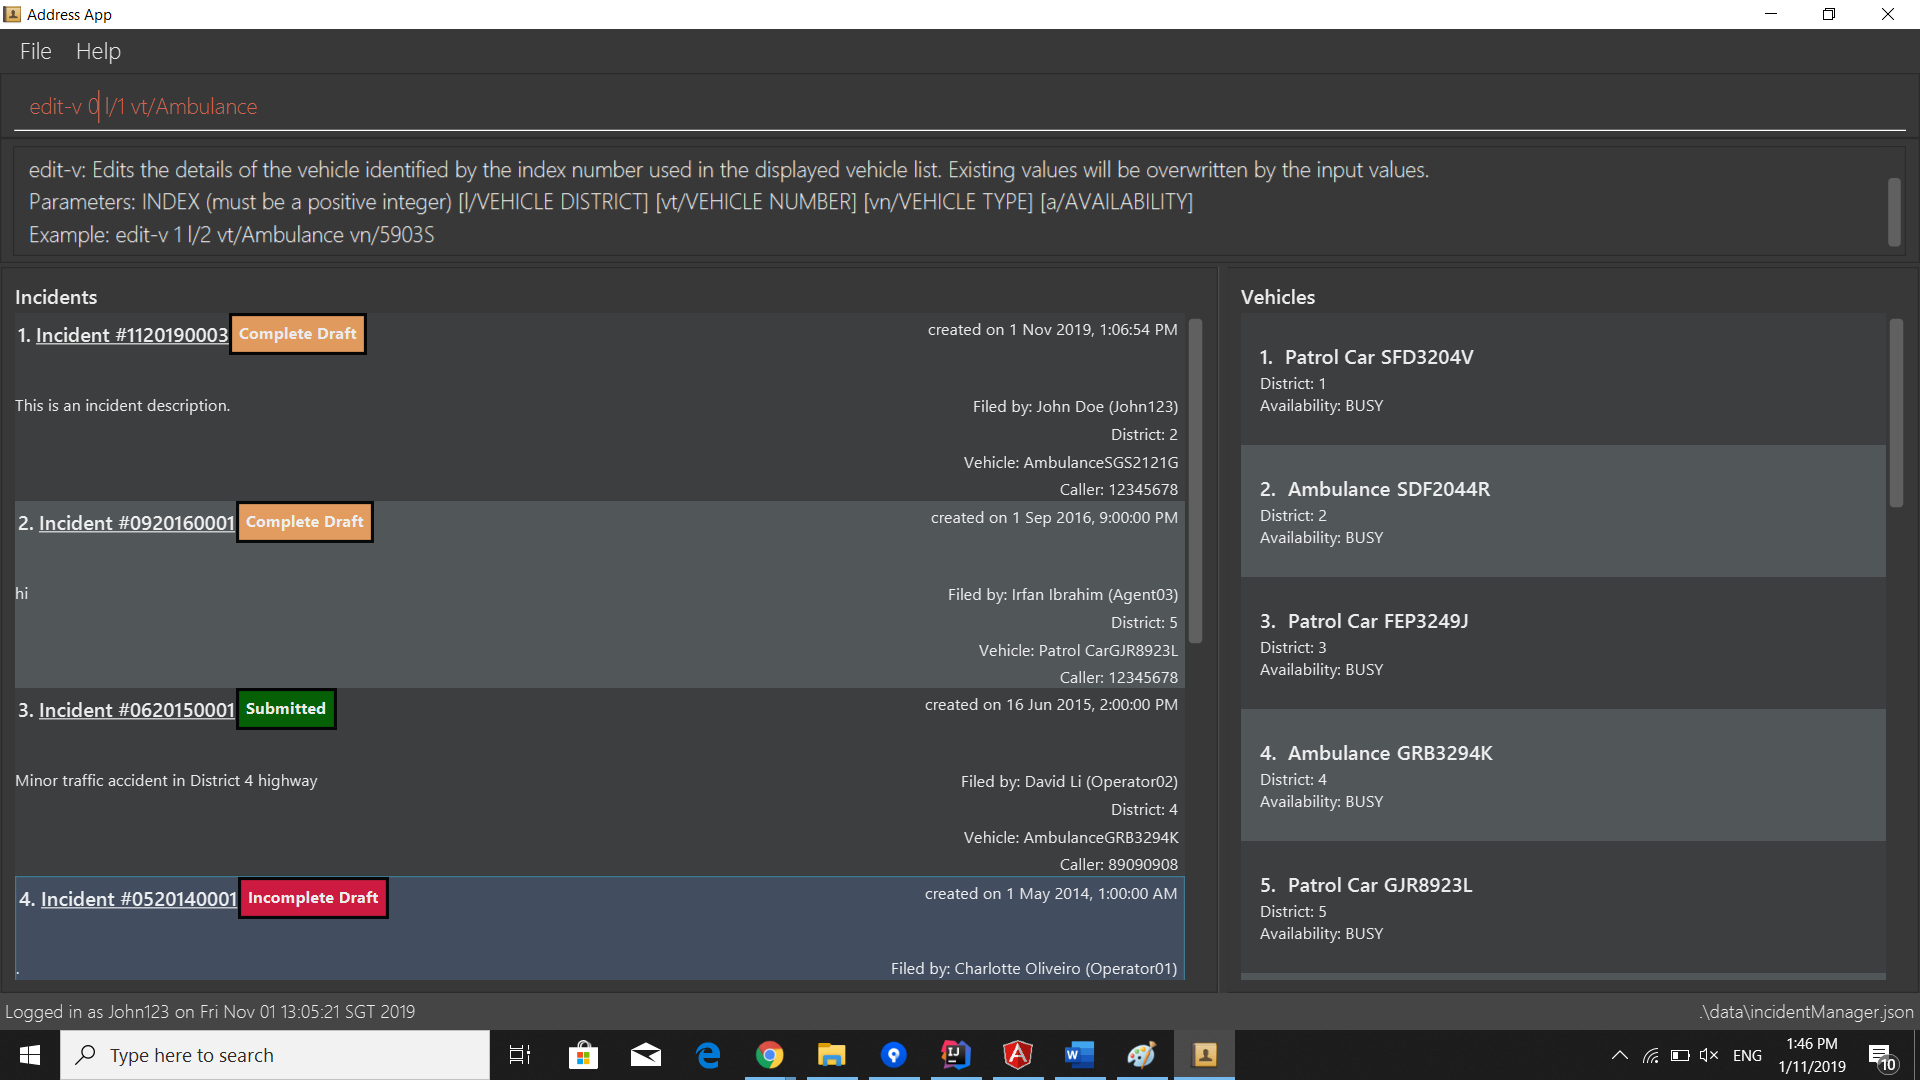 Address App
File Help
edit-v 0 l/1 vt/Ambulance
edit-v: Edits the details of the vehicle identified by the index number used in the displayed vehicle list. Existing values will be overwritten by the input values.
Parameters: INDEX (must be a positive integer) [l/VEHICLE DISTRICT] [vt/VEHICLE NUMBER] [vn/VEHICLE TYPE] [a/AVAILABILITY]
Example: edit-v 1 l/2 vt/Ambulance vn/5903S
Incidents
1. Incident #1120190003 Complete Draft
created on 1 Nov 2019, 1:06:54 PM
This is an incident description.
Filed by: John Doe (John123)
District: 2
Vehicle: AmbulanceSGS2121G
Caller: 12345678
2. Incident #0920160001 Complete Draft
created on 1 Sep 2016, 9:00:00 PM
hi
Filed by: Irfan Ibrahim (Agent03)
District: 5
Vehicle: Patrol CarGJR8923L
Caller: 12345678
3. Incident #0620150001 Submitted
created on 16 Jun 2015, 2:00:00 PM
Minor traffic accident in District 4 highway
Filed by: David Li (Operator02)
District: 4
Vehicle: AmbulanceGRB3294K
Caller: 89090908
4. Incident #0520140001 Incomplete Draft
created on 1 May 2014, 1:00:00 AM
.
Filed by: Charlotte Oliveiro (Operator01)
Vehicles
1. Patrol Car SFD3204V
District: 1
Availability: BUSY
2. Ambulance SDF2044R
District: 2
Availability: BUSY
3. Patrol Car FEP3249J
District: 3
Availability: BUSY
4. Ambulance GRB3294K
District: 4
Availability: BUSY
5. Patrol Car GJR8923L
District: 5
Availability: BUSY
Logged in as John123 on Fri Nov 01 13:05:21 SGT 2019
.\data\incidentManager.json
Type here to search
ENG
1:46 PM
1/11/2019
10